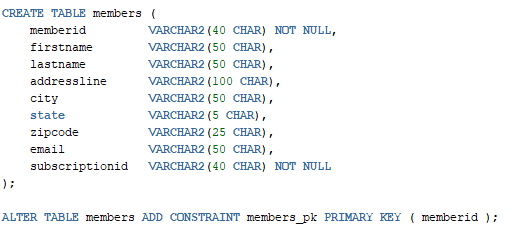 CREATE TABLE members (
    memberid         VARCHAR2(40 CHAR) NOT NULL,
    firstname        VARCHAR2(50 CHAR),
    lastname         VARCHAR2(50 CHAR),
    addressline      VARCHAR2(100 CHAR),
    city             VARCHAR2(50 CHAR),
    state            VARCHAR2(5 CHAR),
    zipcode          VARCHAR2(25 CHAR),
    email            VARCHAR2(50 CHAR),
    subscriptionid   VARCHAR2(40 CHAR) NOT NULL
);
ALTER TABLE members ADD CONSTRAINT members_pk PRIMARY KEY ( memberid );